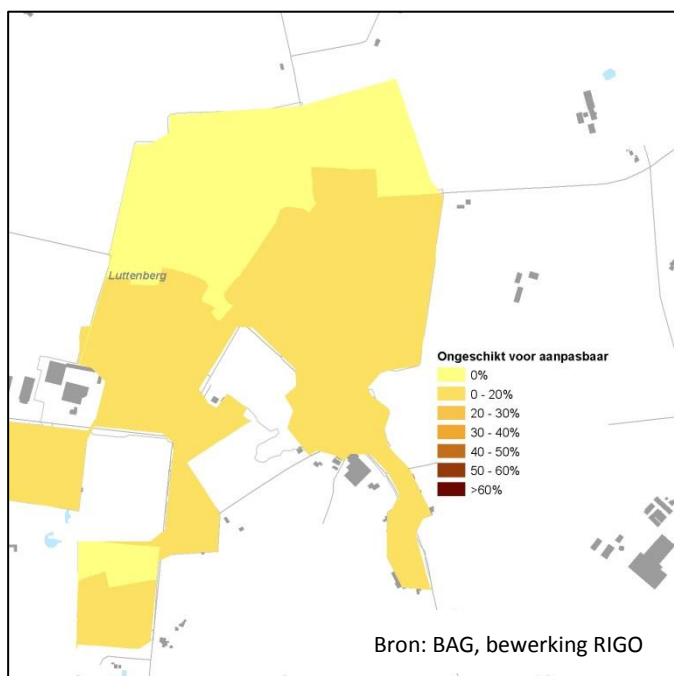 Luttenberg
Ongeschikt voor aanpasbaar
0%
0 - 20%
20 - 30%
30 - 40%
40 - 50%
50 - 60%
>60%
Bron: BAG, bewerking RIGO